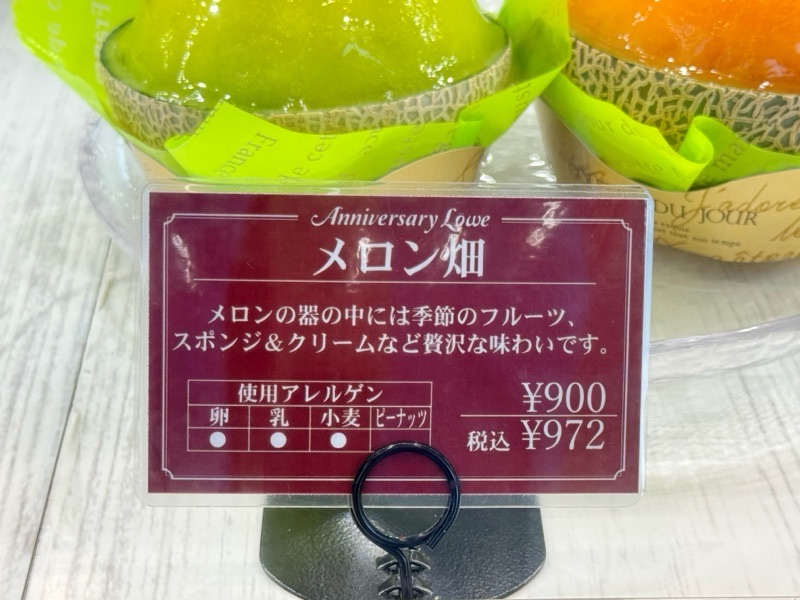 Anniversary Lowe
メロン畑
メロンの器の中には季節のフルーツ、
スポンジ&クリームなど贅沢な味わいです。
使用アレルゲン
卵 乳 小麦 ピーナッツ
● ● ●
¥900
税込 ¥972
DU JOUR
J'adore